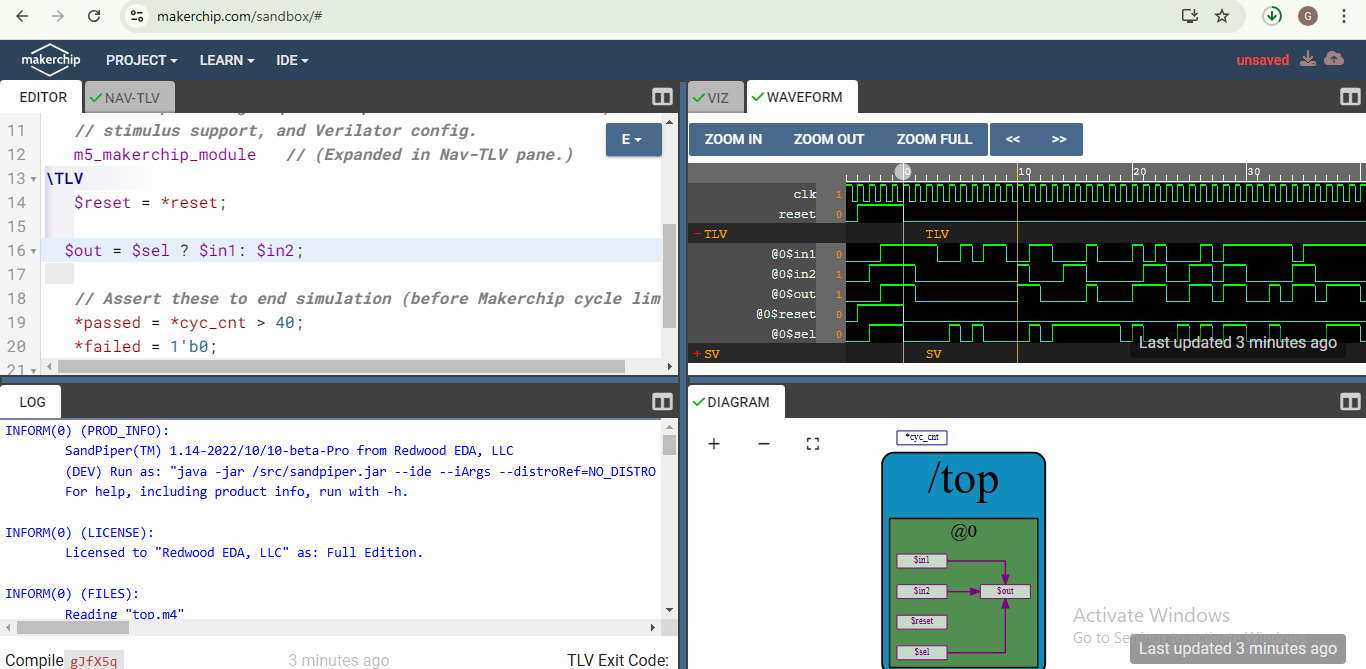 makerchip.com/sandbox/#
G
makerchip
PROJECT
LEARN
IDE
unsaved
EDITOR
NAV-TLV
11 // stimulus support, and Verilator config.
12 m5_makerchip_module // (Expanded in Nav-TLV pane.)
13 \TLV
14 $reset = *reset;
15
16 $out = $sel ? $in1: $in2;
17
18 // Assert these to end simulation (before Makerchip cycle lim
19 *passed = *cyc_cnt > 40;
20 *failed = 1'b0;
21
E
VIZ
WAVEFORM
ZOOM IN
ZOOM OUT
ZOOM FULL
<<
>>
0 10 20 30
clk 1
reset 0
- TLV TLV
@0$in1 0
@0$in2 1
@0$out 1
@0$reset 0
@0$sel 0
+ SV SV
Last updated 3 minutes ago
LOG
INFORM(0) (PROD_INFO):
SandPiper(TM) 1.14-2022/10/10-beta-Pro from Redwood EDA, LLC
(DEV) Run as: "java -jar /src/sandpiper.jar --ide --iArgs --distroRef=NO_DISTRO
For help, including product info, run with -h.
INFORM(0) (LICENSE):
Licensed to "Redwood EDA, LLC" as: Full Edition.
INFORM(0) (FILES):
Reading "top.m4"
Compile gJfX5q
3 minutes ago
TLV Exit Code:
DIAGRAM
*cyc_cnt
/top
@0
$in1
$in2
$out
$reset
$sel
Activate Windows
Go to Settings to activate Windows.
Last updated 3 minutes ago